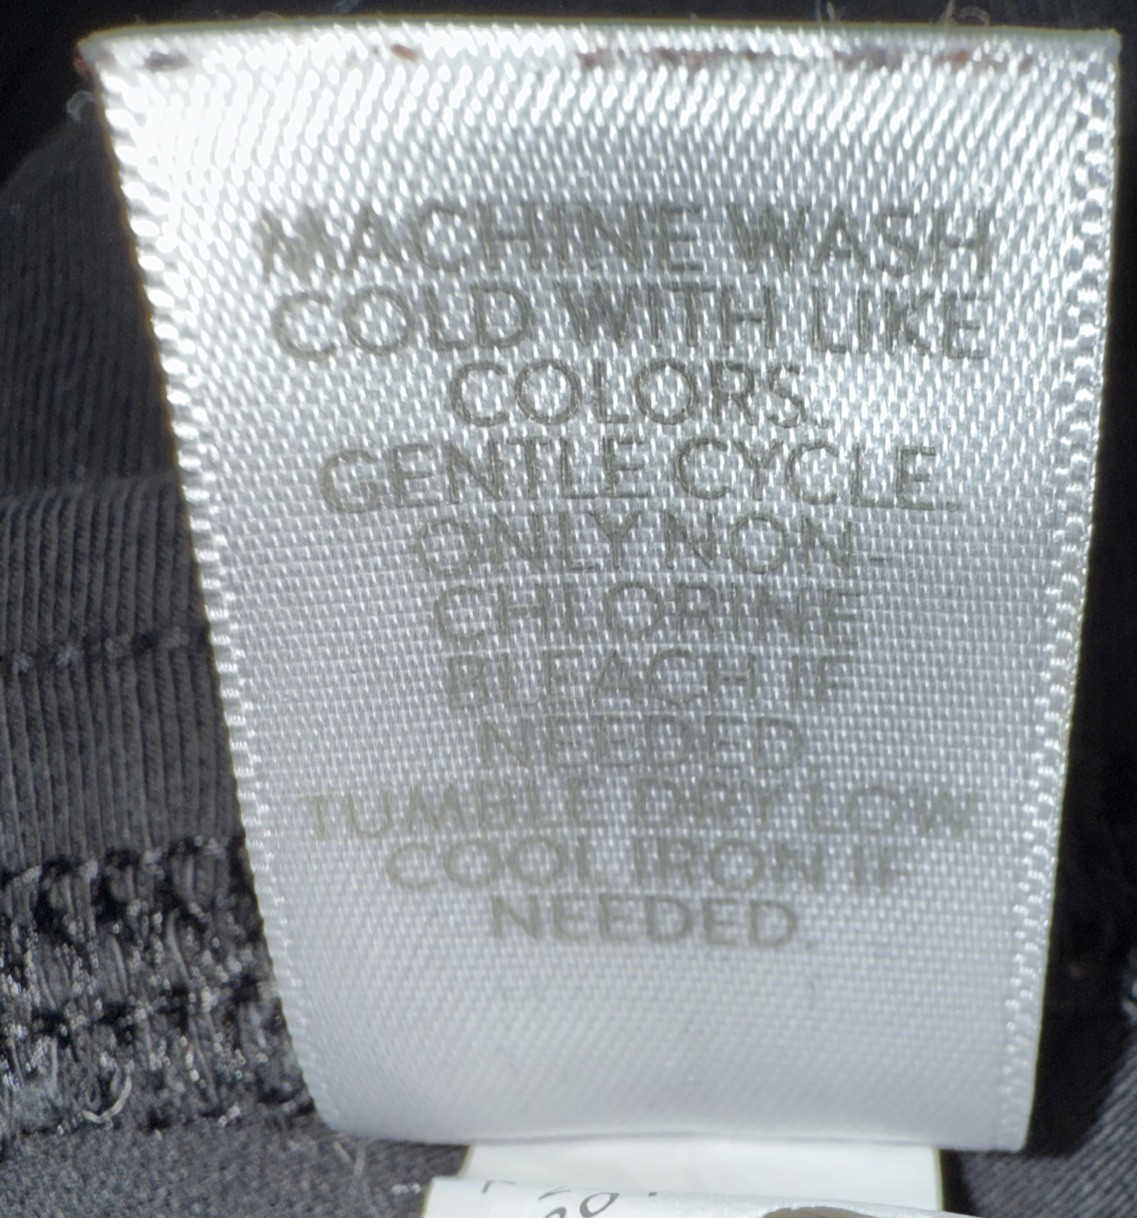 MACHINE WASH
COLD WITH LIKE
COLORS.
GENTLE CYCLE.
ONLY NON-
CHLORINE
BLEACH IF
NEEDED.
TUMBLE DRY LOW
COOL IRON IF
NEEDED.